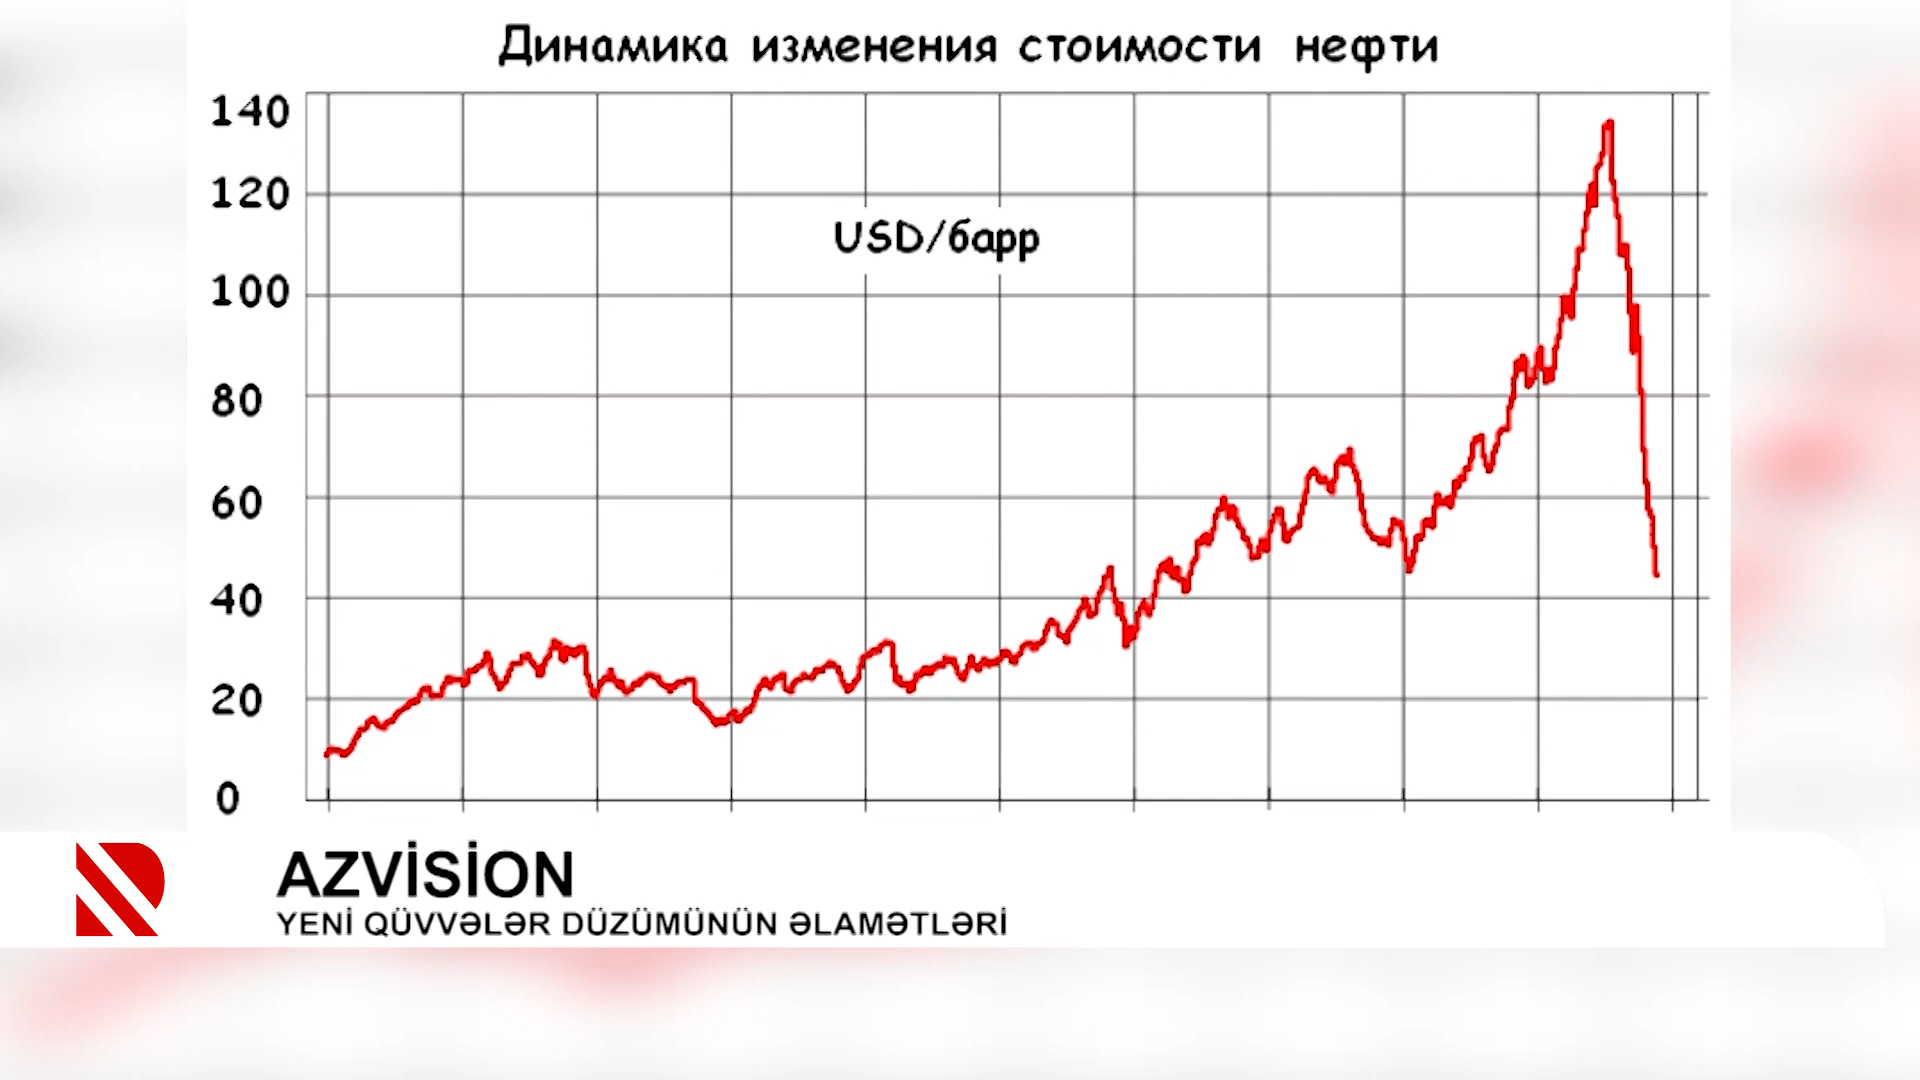 Динамика изменения стоимости нефти
140
120
USD/барр
100
80
60
40
20
0
AZVİSİON
YENİ QÜVVƏLƏR DÜZÜMÜNÜN ƏLAMƏTLƏRİ